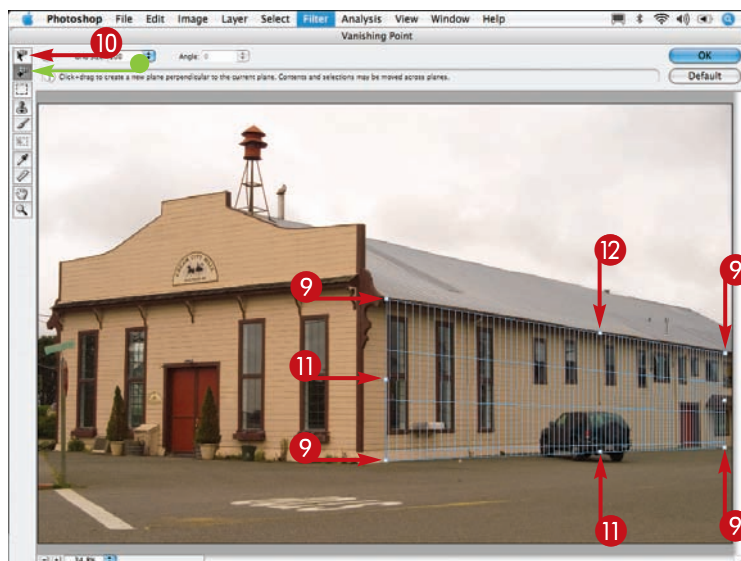 Photoshop File Edit Image Layer Select Filter Analysis View Window Help
Vanishing Point
10
Angle:
OK
Click+drag to create a new plane perpendicular to the current plane. Contents and selections may be moved across planes.
Default
12
9
9
11
9
11
9